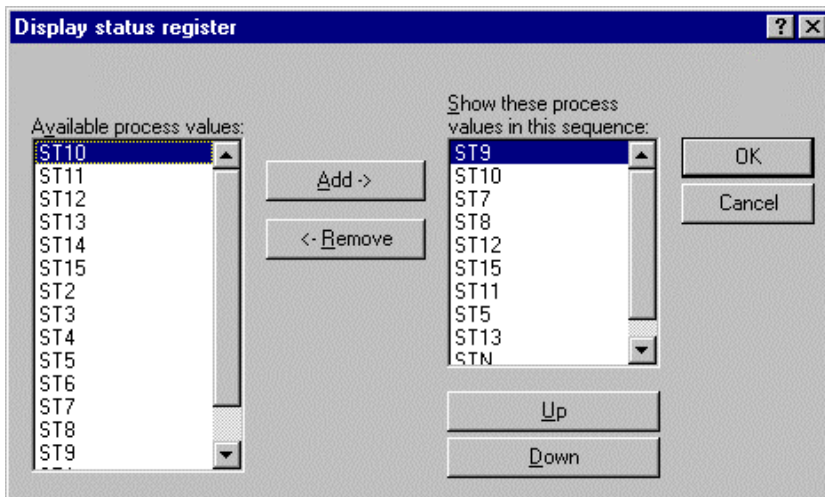 Display status register
Available process values:
ST10
ST11
ST12
ST13
ST14
ST15
ST2
ST3
ST4
ST5
ST6
ST7
ST8
ST9
Add ->
<- Remove
Show these process
values in this sequence:
ST9
ST10
ST7
ST8
ST12
ST15
ST11
ST5
ST13
STN
Up
Down
OK
Cancel